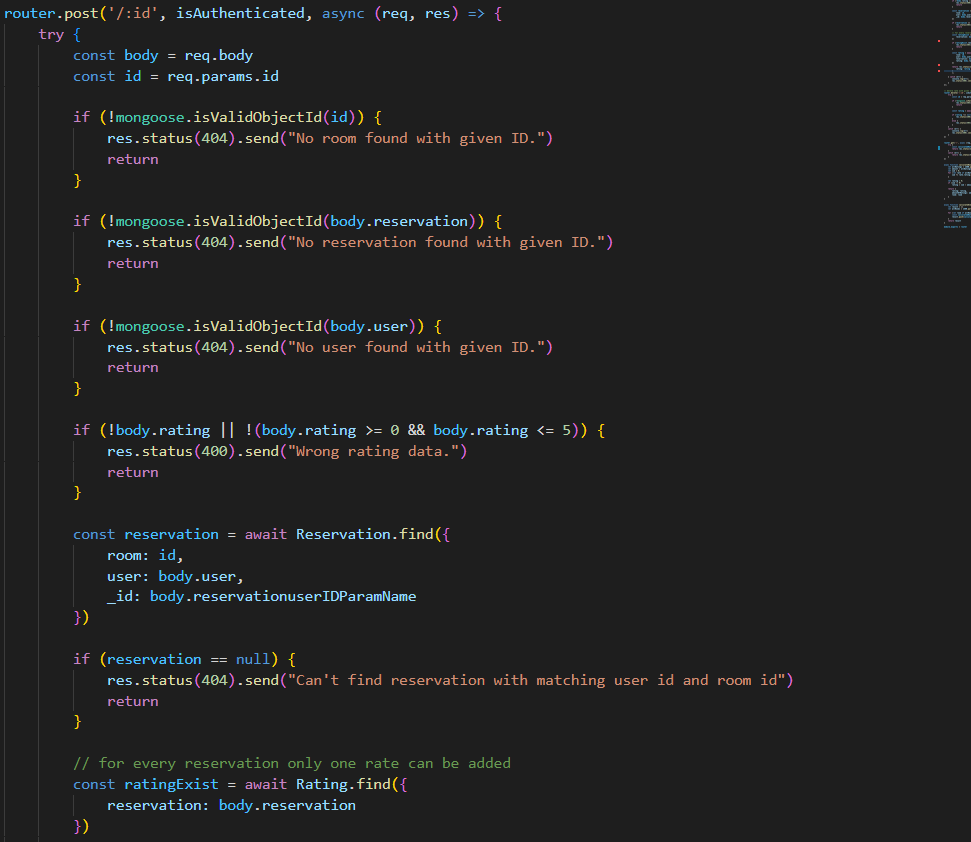 router.post('/:id', isAuthenticated, async (req, res) => {
try {
const body = req.body
const id = req.params.id
if (!mongoose.isValidObjectId(id)) {
res.status(404).send("No room found with given ID.")
return
}
if (!mongoose.isValidObjectId(body.reservation)) {
res.status(404).send("No reservation found with given ID.")
return
}
if (!mongoose.isValidObjectId(body.user)) {
res.status(404).send("No user found with given ID.")
return
}
if (!body.rating || !(body.rating >= 0 && body.rating <= 5)) {
res.status(400).send("Wrong rating data.")
return
}
const reservation = await Reservation.find({
room: id,
user: body.user,
_id: body.reservationuserIDParamName
})
if (reservation == null) {
res.status(404).send("Can't find reservation with matching user id and room id")
return
}
// for every reservation only one rate can be added
const ratingExist = await Rating.find({
reservation: body.reservation
})